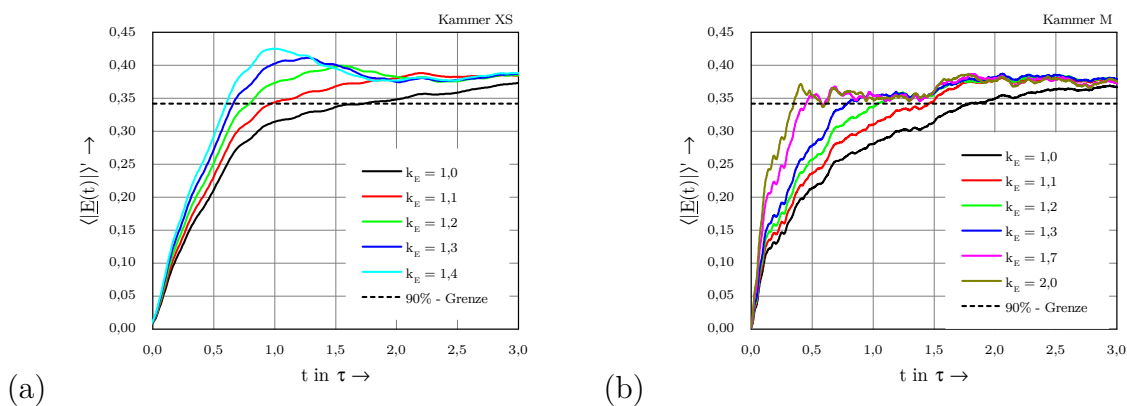 Kammer XS
0,45
0,40
0,35
0,30
0,25
0,20
0,15
0,10
0,05
0,00
⟨|E(t)|⟩' →
k_E = 1,0
k_E = 1,1
k_E = 1,2
k_E = 1,3
k_E = 1,4
90% - Grenze
0,0 0,5 1,0 1,5 2,0 2,5 3,0
t in τ →
(a)
Kammer M
0,45
0,40
0,35
0,30
0,25
0,20
0,15
0,10
0,05
0,00
⟨|E(t)|⟩' →
k_E = 1,0
k_E = 1,1
k_E = 1,2
k_E = 1,3
k_E = 1,7
k_E = 2,0
90% - Grenze
0,0 0,5 1,0 1,5 2,0 2,5 3,0
t in τ →
(b)